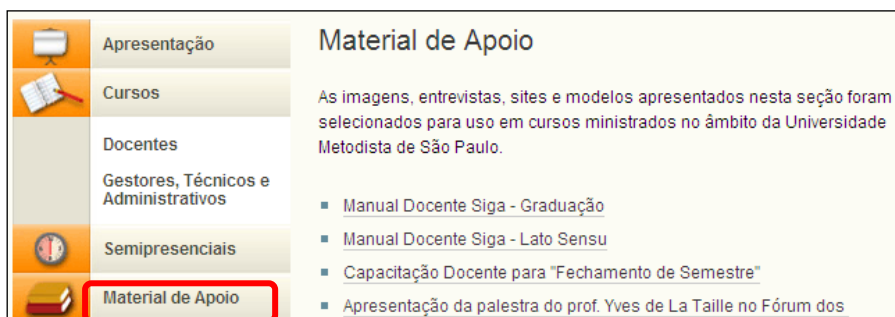 Apresentação
Cursos
Docentes
Gestores, Técnicos e
Administrativos
Semipresenciais
Material de Apoio
Material de Apoio
As imagens, entrevistas, sites e modelos apresentados nesta seção foram
selecionados para uso em cursos ministrados no âmbito da Universidade
Metodista de São Paulo.
Manual Docente Siga - Graduação
Manual Docente Siga - Lato Sensu
Capacitação Docente para "Fechamento de Semestre"
Apresentação da palestra do prof. Yves de La Taille no Fórum dos